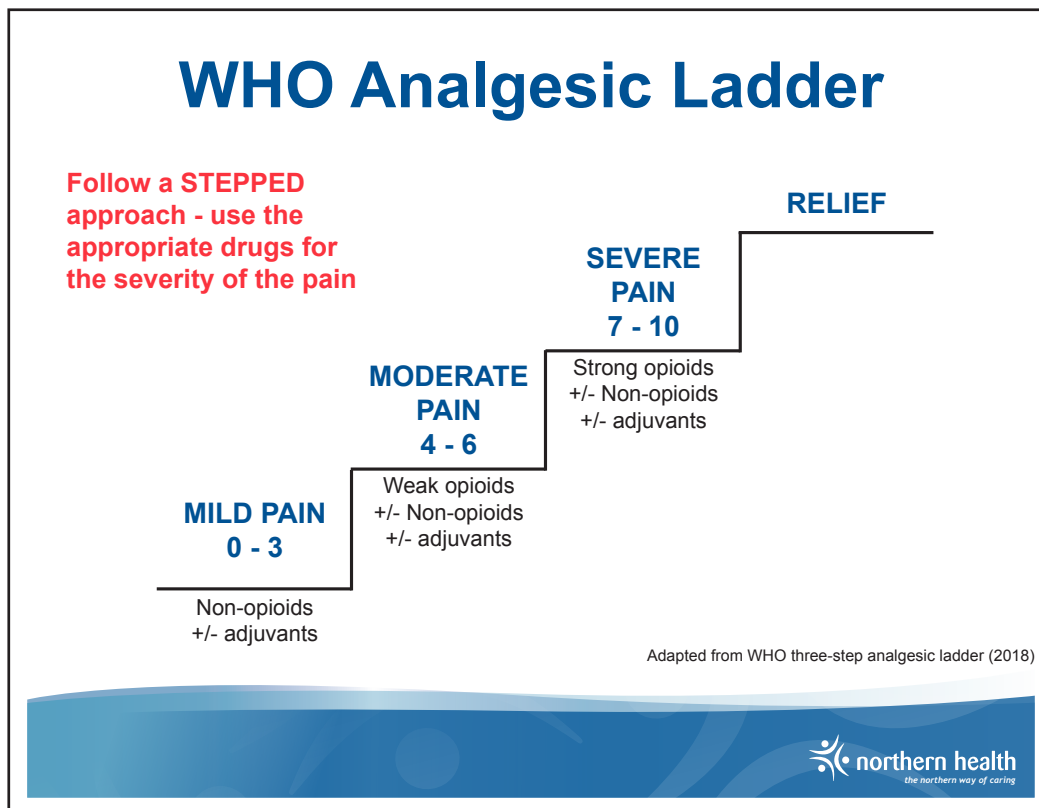 WHO Analgesic Ladder
Follow a STEPPED
approach - use the
appropriate drugs for
the severity of the pain
RELIEF
SEVERE
PAIN
7 - 10
Strong opioids
+/- Non-opioids
+/- adjuvants
MODERATE
PAIN
4 - 6
Weak opioids
+/- Non-opioids
+/- adjuvants
MILD PAIN
0 - 3
Non-opioids
+/- adjuvants
Adapted from WHO three-step analgesic ladder (2018)
northern health
the northern way of caring